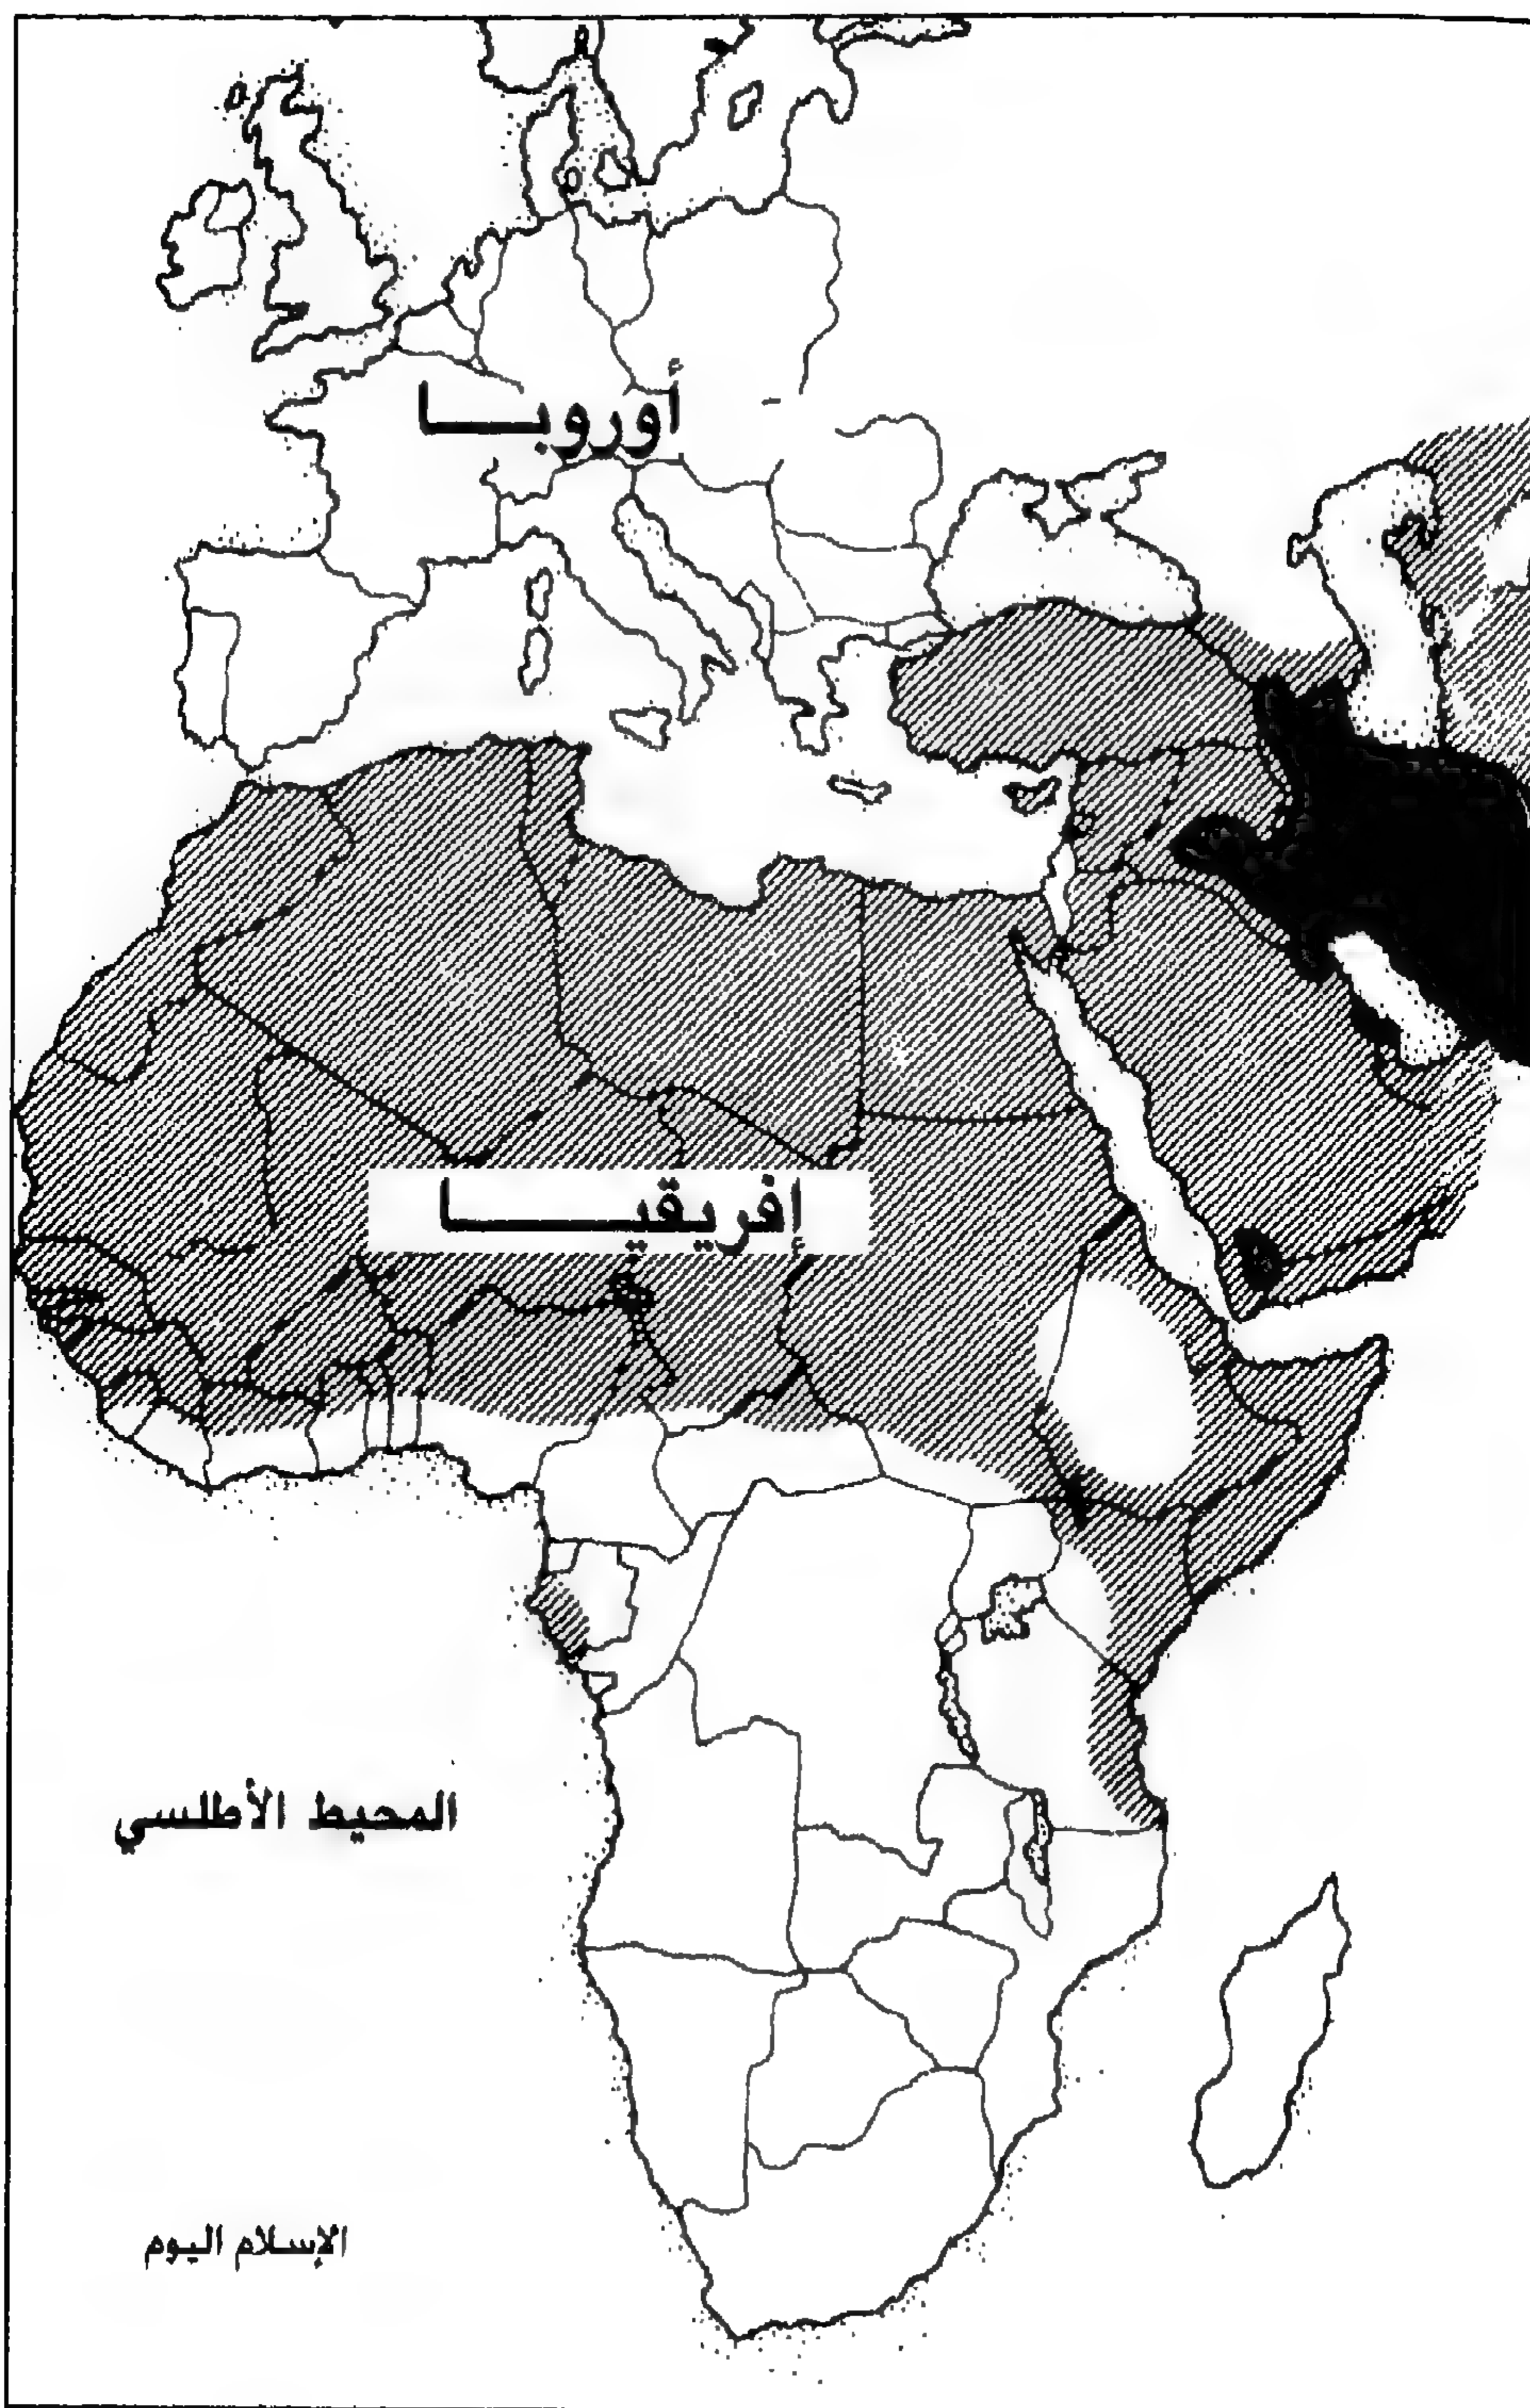 أوروبا
إفريقيا
المحيط الأطلسي
الإسلام اليوم